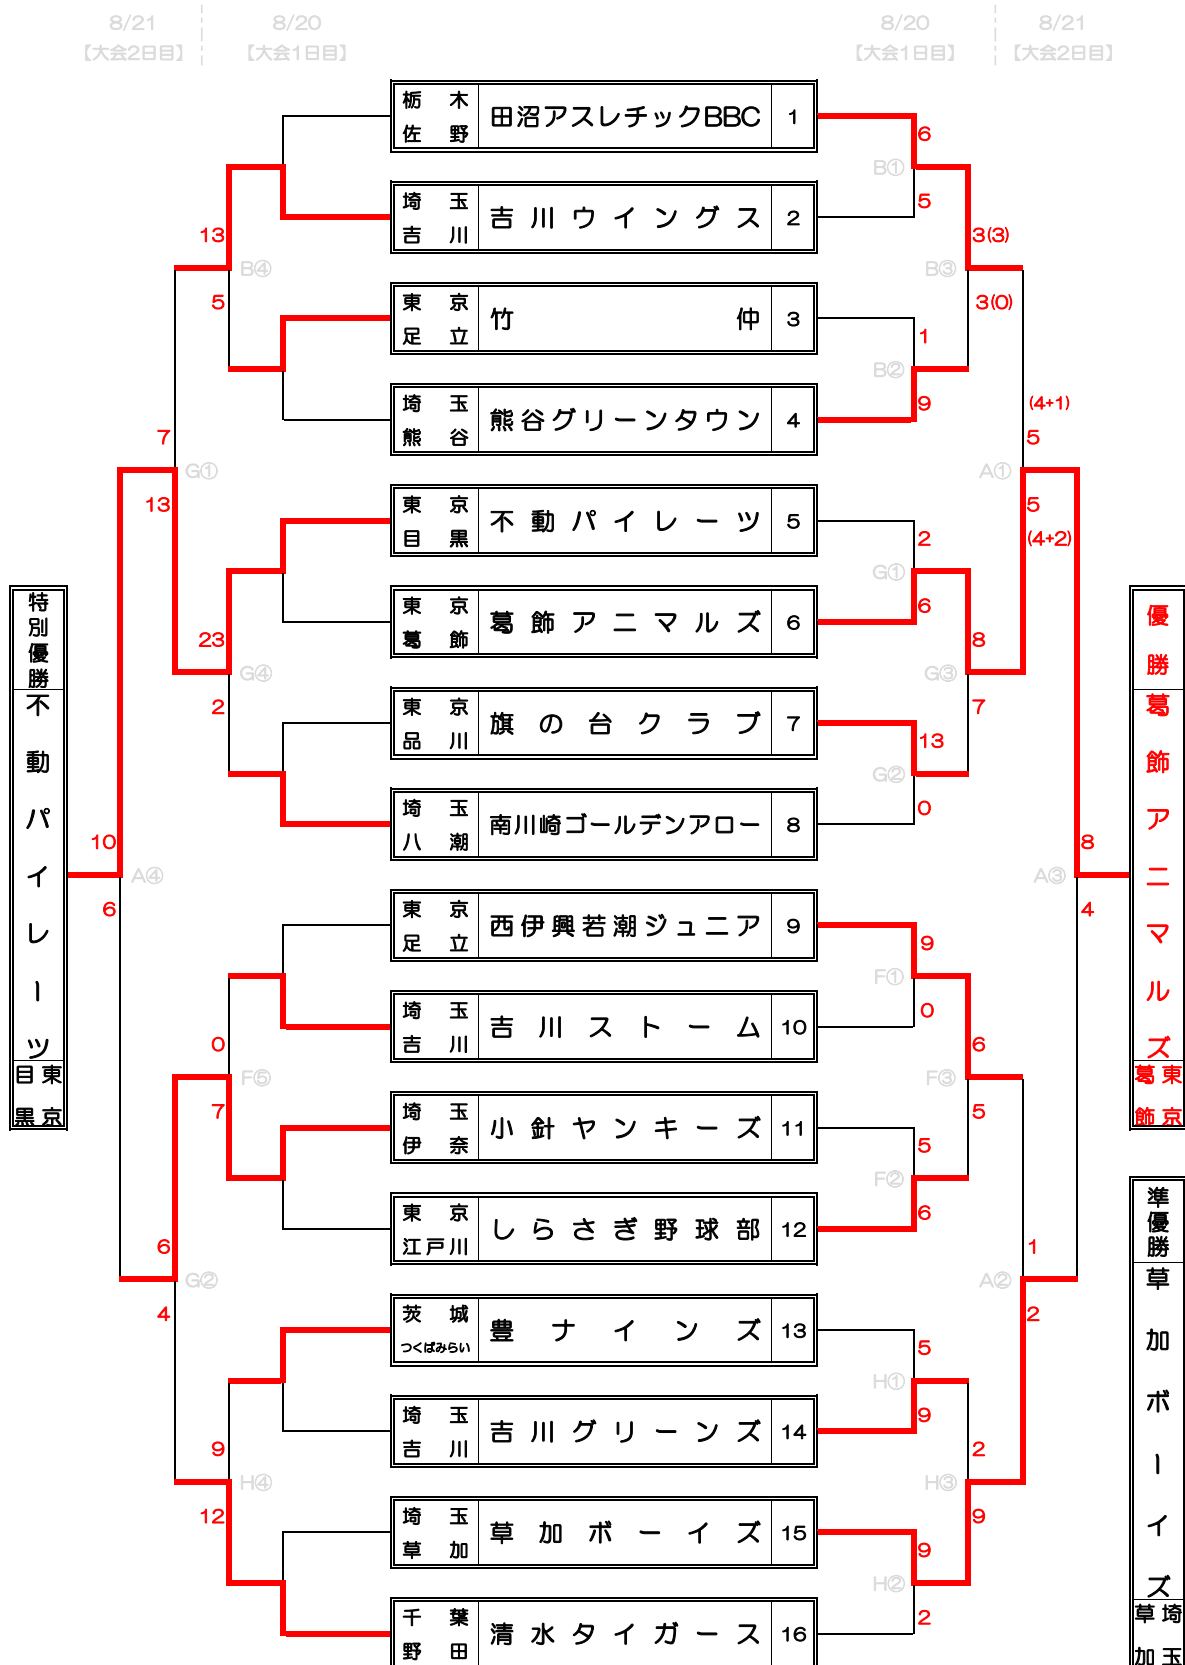 8/21 8/20 8/20 8/21
【大会2日目】 【大会1日目】 【大会1日目】 【大会2日目】
栃木佐野 田沼アスレチックBBC 1
6
B①
埼玉吉川 吉川ウイングス 2
5
13
3(3)
B④
B③
5
3(0)
東京足立 竹仲 3
1
B②
埼玉熊谷 熊谷グリーンタウン 4
9
(4+1)
7
5
G①
A①
13
5
(4+2)
東京目黒 不動パイレーツ 5
2
G①
東京葛飾 葛飾アニマルズ 6
6
23
8
G④
G③
2
7
東京品川 旗の台クラブ 7
13
G②
埼玉八潮 南川崎ゴールデンアロー 8
0
10
8
A④
A③
6
4
東京足立 西伊興若潮ジュニア 9
9
F①
埼玉吉川 吉川ストーム 10
0
0
6
F⑤
F③
7
5
埼玉伊奈 小針ヤンキーズ 11
5
F②
東京江戸川 しらさぎ野球部 12
6
6
1
G②
A②
4
2
茨城つくばみらい 豊ナインズ 13
5
H①
埼玉吉川 吉川グリーンズ 14
9
9
2
H④
H③
12
9
埼玉草加 草加ボーイズ 15
9
H②
千葉野田 清水タイガース 16
2
特別優勝
不動パイレーツ
東京
目黒
優勝
葛飾アニマルズ
東京
葛飾
準優勝
草加ボーイズ
埼玉
草加